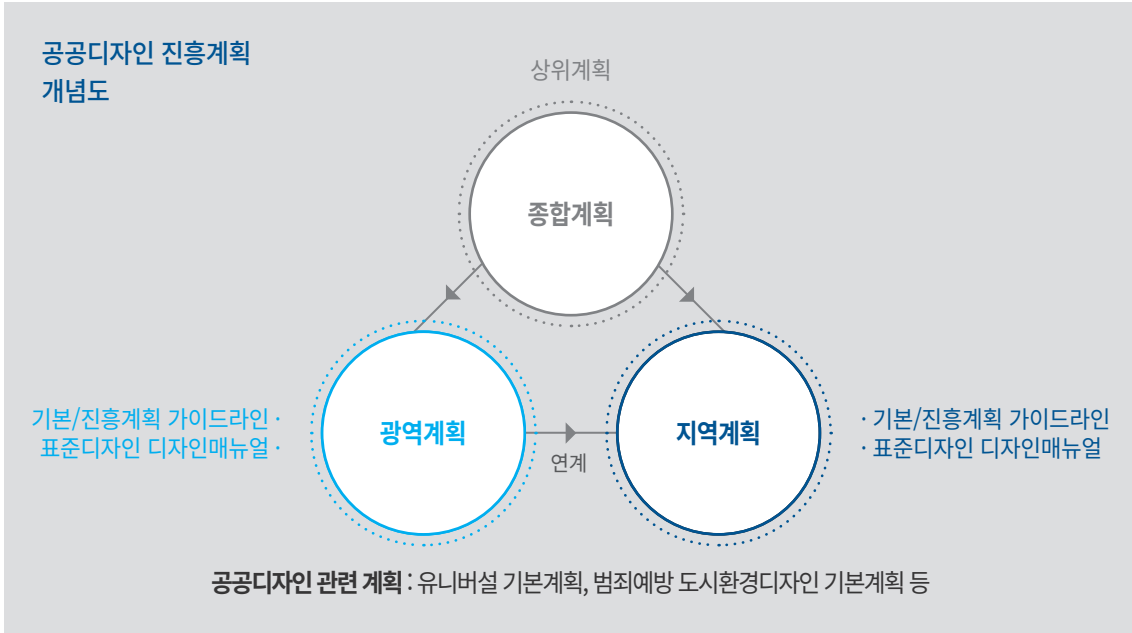 공공디자인 진흥계획
개념도
상위계획
종합계획
기본/진흥계획 가이드라인 ·
표준디자인 디자인매뉴얼 ·
광역계획
연계
지역계획
· 기본/진흥계획 가이드라인
· 표준디자인 디자인매뉴얼
공공디자인 관련 계획 : 유니버설 기본계획, 범죄예방 도시환경디자인 기본계획 등